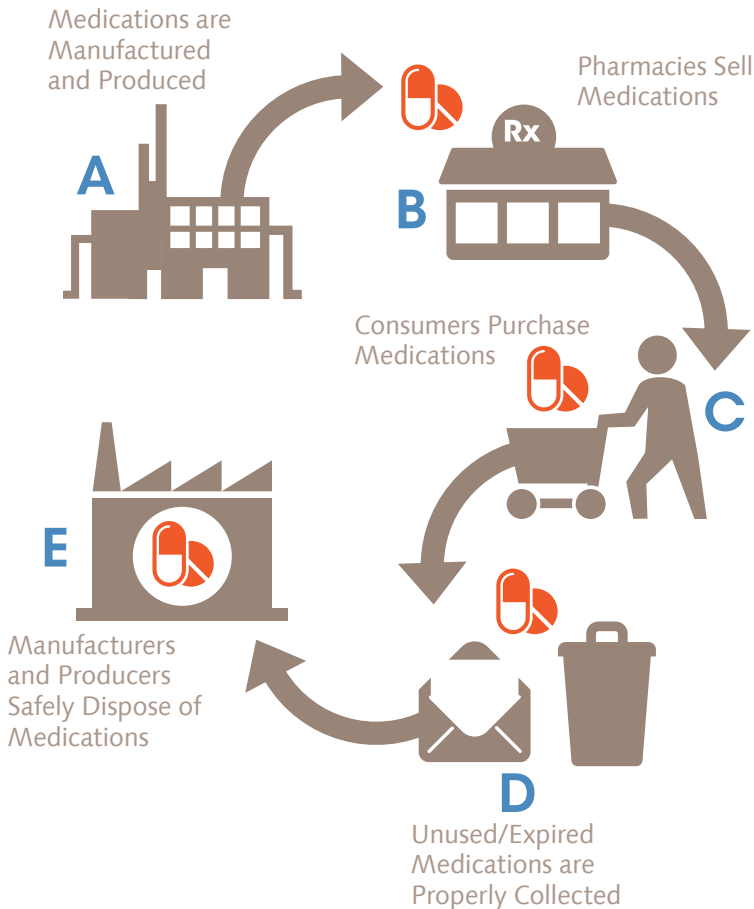 Medications are
Manufactured
and Produced
A
Pharmacies Sell
Medications
Rx
B
Consumers Purchase
Medications
C
D
Unused/Expired
Medications are
Properly Collected
E
Manufacturers
and Producers
Safely Dispose of
Medications